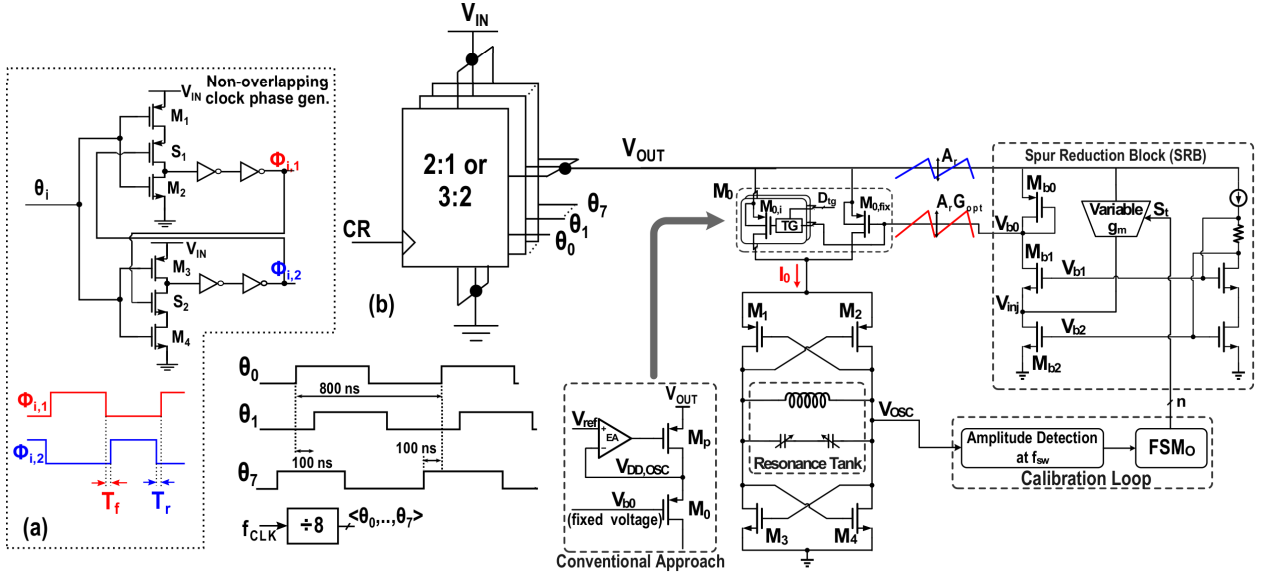 Non-overlapping
clock phase gen.
V_IN
M_1
S_1
M_2
Φ_i,1
θ_i
V_IN
M_3
S_2
M_4
Φ_i,2
Φ_i,1
Φ_i,2
T_f
T_r
(a)
V_IN
2:1 or
3:2
CR
θ_7
θ_1
θ_0
(b)
θ_0
800 ns
θ_1
100 ns
100 ns
θ_7
f_CLK
÷8
<θ_0,..,θ_7>
V_OUT
M_0
M_0,i
TG
D_tg
M_0,fix
A_r
A_rG_opt
I_0
M_1
M_2
Resonance Tank
V_OSC
M_3
M_4
V_OUT
V_ref
+
EA
−
M_p
V_DD,OSC
V_b0
(fixed voltage)
M_0
Conventional Approach
Spur Reduction Block (SRB)
M_b0
V_b0
Variable
g_m
S_t
M_b1
V_b1
V_inj
V_b2
M_b2
n
Amplitude Detection
at f_sw
FSM_O
Calibration Loop